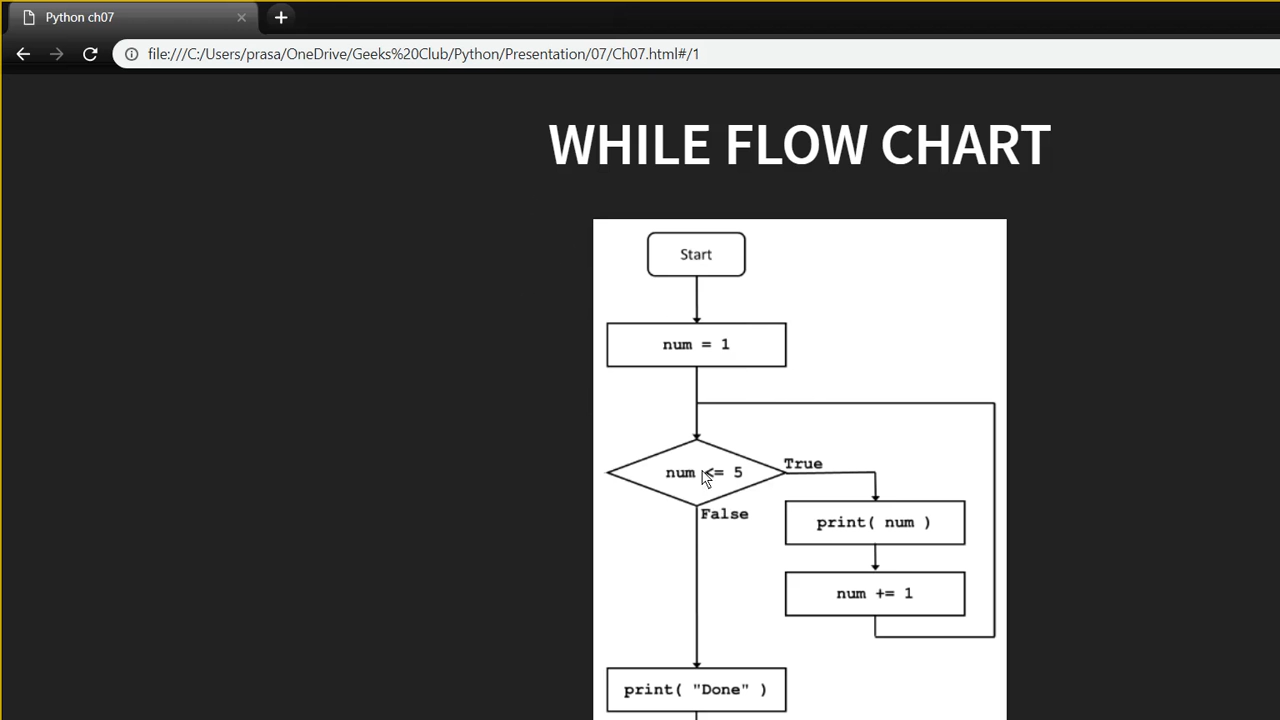 Python ch07
file:///C:/Users/prasa/OneDrive/Geeks%20Club/Python/Presentation/07/Ch07.html#/1
WHILE FLOW CHART
Start
num = 1
num <= 5
True
False
print( num )
num += 1
print( "Done" )